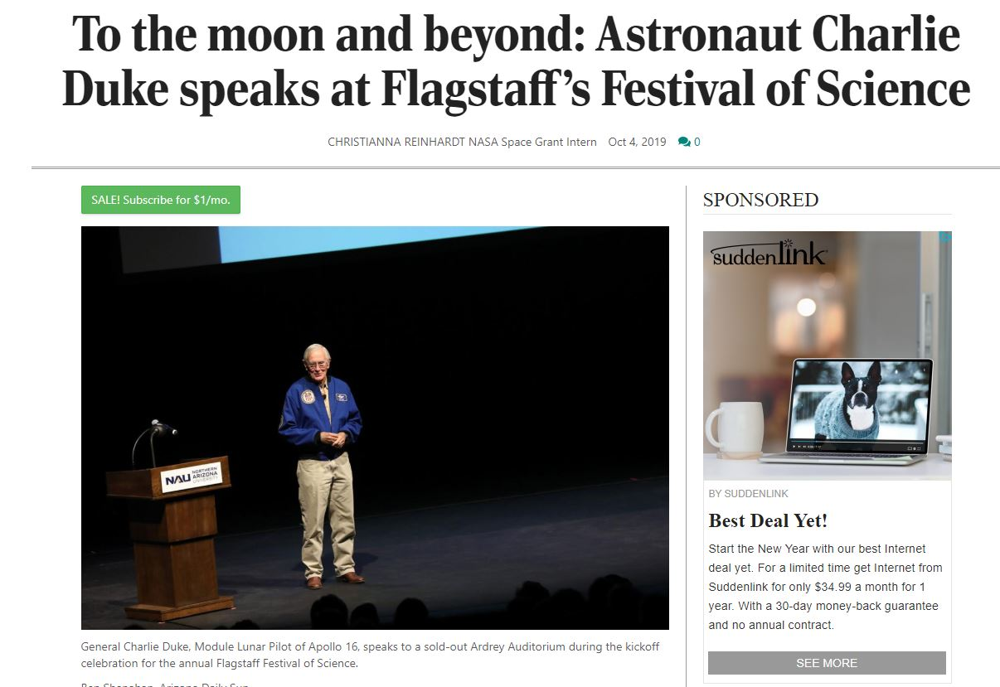 To the moon and beyond: Astronaut Charlie
Duke speaks at Flagstaff’s Festival of Science
CHRISTIANNA REINHARDT NASA Space Grant Intern Oct 4, 2019 0
SALE! Subscribe for $1/mo.
NAU NORTHERN
ARIZONA
UNIVERSITY
General Charlie Duke, Module Lunar Pilot of Apollo 16, speaks to a sold-out Ardrey Auditorium during the kickoff
celebration for the annual Flagstaff Festival of Science.
Ben Shanahan, Arizona Daily Sun
SPONSORED
suddenlink
BY SUDDENLINK
Best Deal Yet!
Start the New Year with our best Internet
deal yet. For a limited time get Internet from
Suddenlink for only $34.99 a month for 1
year. With a 30-day money-back guarantee
and no annual contract.
SEE MORE